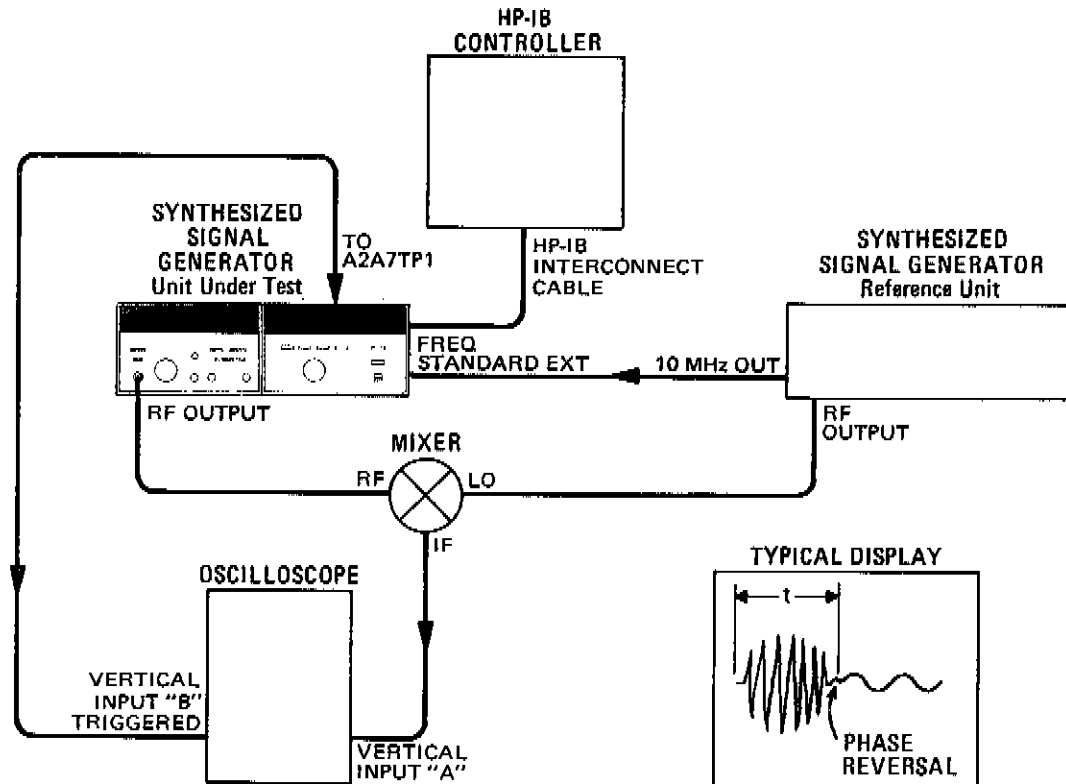 HP-IB
CONTROLLER
SYNTHESIZED
SIGNAL
GENERATOR
Unit Under Test
TO
A2A7TP1
HP-IB
INTERCONNECT
CABLE
SYNTHESIZED
SIGNAL GENERATOR
Reference Unit
FREQ
STANDARD EXT
10 MHz OUT
RF OUTPUT
RF
OUTPUT
MIXER
RF
LO
IF
OSCILLOSCOPE
TYPICAL DISPLAY
t
VERTICAL
INPUT "B"
TRIGGERED
VERTICAL
INPUT "A"
PHASE
REVERSAL